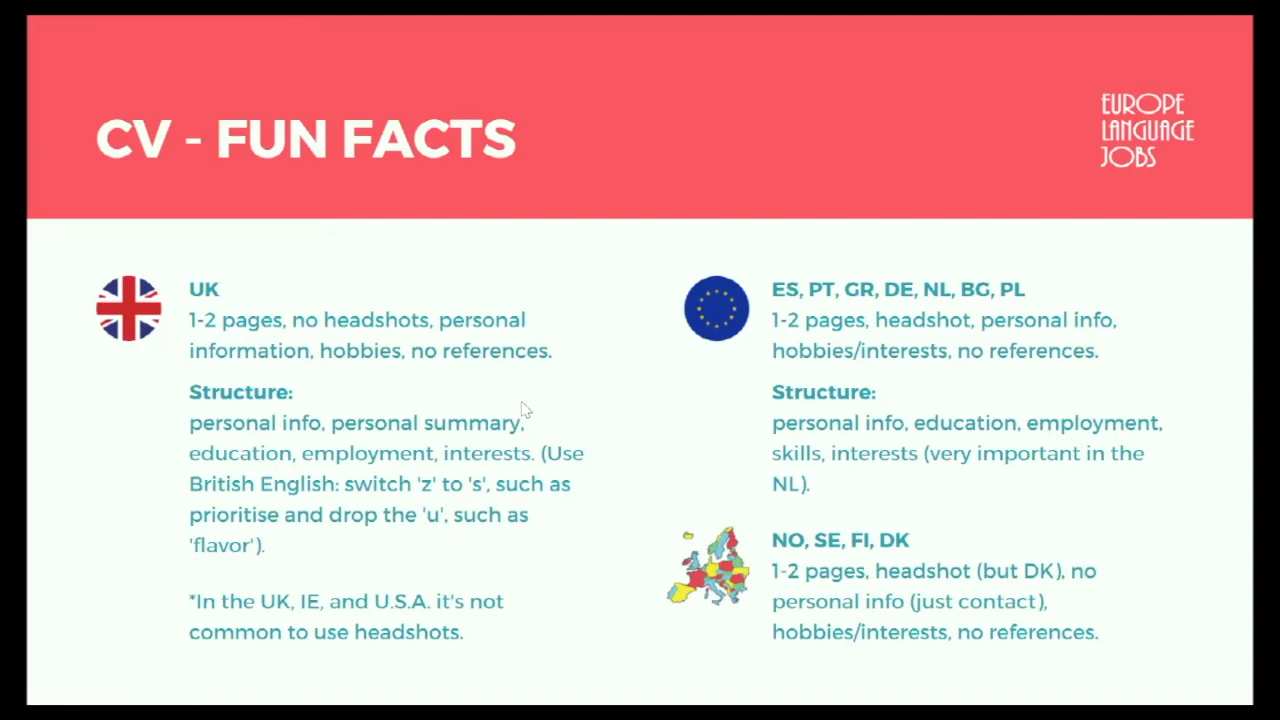 CV - FUN FACTS
EUROPE
LANGUAGE
JOBS
UK
1-2 pages, no headshots, personal
information, hobbies, no references.
Structure:
personal info, personal summary,
education, employment, interests. (Use
British English: switch 'z' to 's', such as
prioritise and drop the 'u', such as
'flavor').
*In the UK, IE, and U.S.A. it's not
common to use headshots.
ES, PT, GR, DE, NL, BG, PL
1-2 pages, headshot, personal info,
hobbies/interests, no references.
Structure:
personal info, education, employment,
skills, interests (very important in the
NL).
NO, SE, FI, DK
1-2 pages, headshot (but DK), no
personal info (just contact),
hobbies/interests, no references.